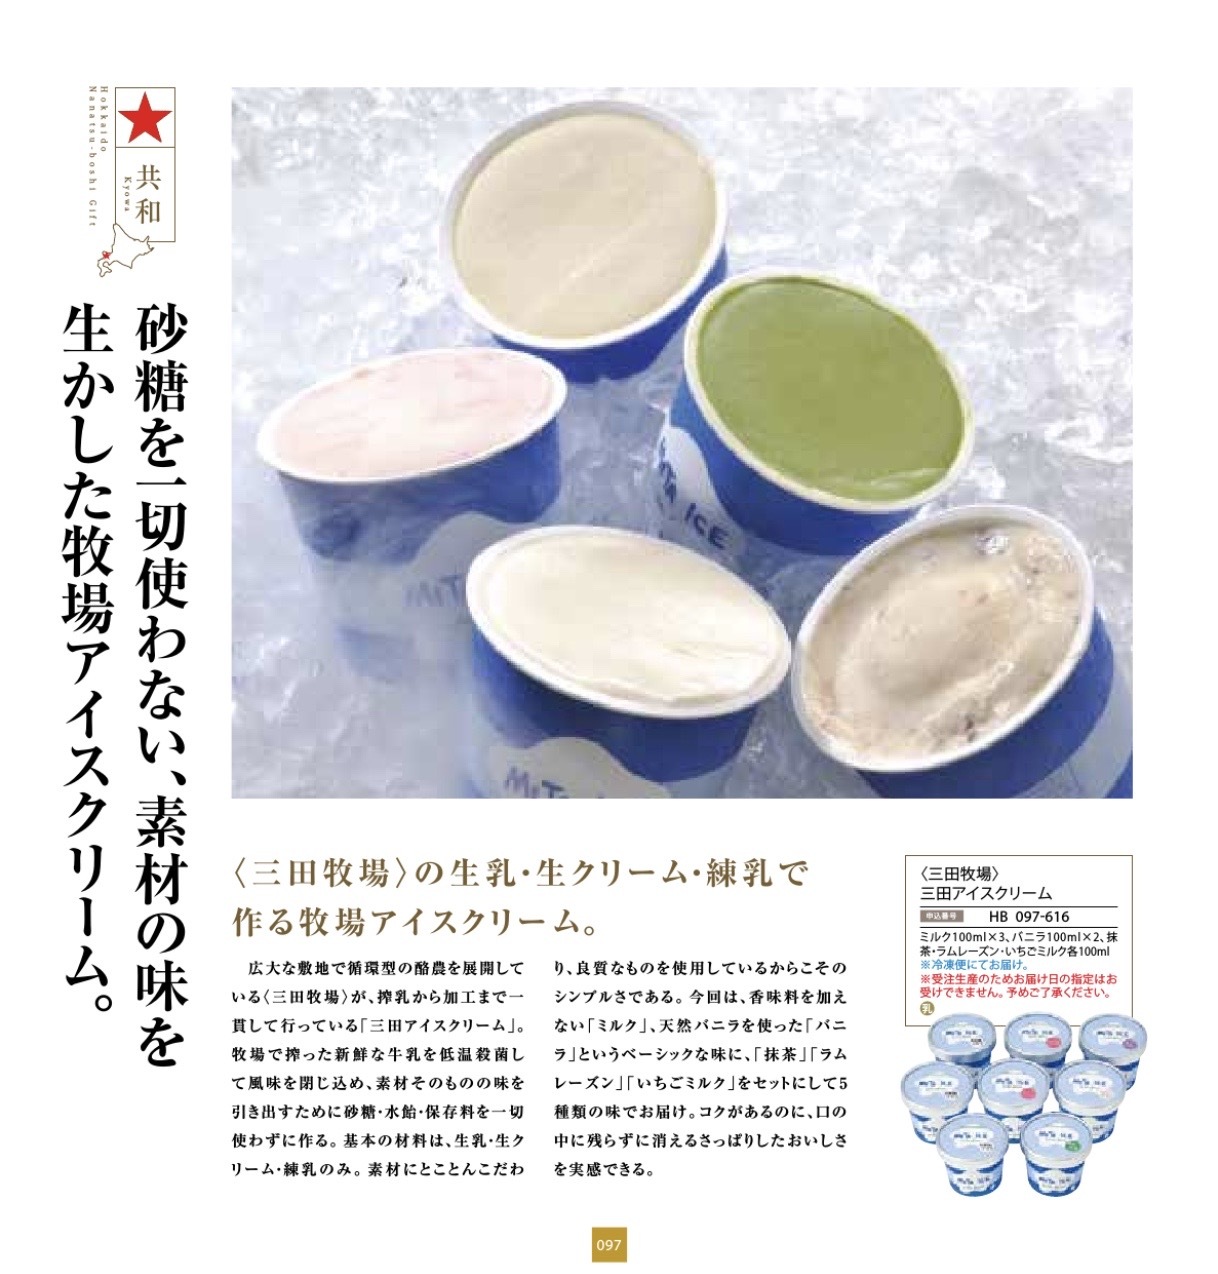 Hokkaido
Nanatsu-boshi Gift
共和
Kyowa
砂糖を一切使わない、素材の味を
生かした牧場アイスクリーム。
ICE
〈三田牧場〉の生乳・生クリーム・練乳で
作る牧場アイスクリーム。
広大な敷地で循環型の酪農を展開して
いる〈三田牧場〉が、搾乳から加工まで一
貫して行っている「三田アイスクリーム」。
牧場で搾った新鮮な牛乳を低温殺菌し
て風味を閉じ込め、素材そのものの味を
引き出すために砂糖・水飴・保存料を一切
使わずに作る。基本の材料は、生乳・生ク
リーム・練乳のみ。素材にとことんこだわ
り、良質なものを使用しているからこその
シンプルさである。今回は、香味料を加え
ない「ミルク」、天然バニラを使った「バニ
ラ」というベーシックな味に、「抹茶」「ラム
レーズン」「いちごミルク」をセットにして5
種類の味でお届け。コクがあるのに、口の
中に残らずに消えるさっぱりしたおいしさ
を実感できる。
〈三田牧場〉
三田アイスクリーム
申込番号 HB 097-616
ミルク100ml×3、バニラ100ml×2、抹
茶・ラムレーズン・いちごミルク各100ml
※冷凍便にてお届け。
※受注生産のためお届け日の指定はお
受けできません。予めご了承ください。
乳
097